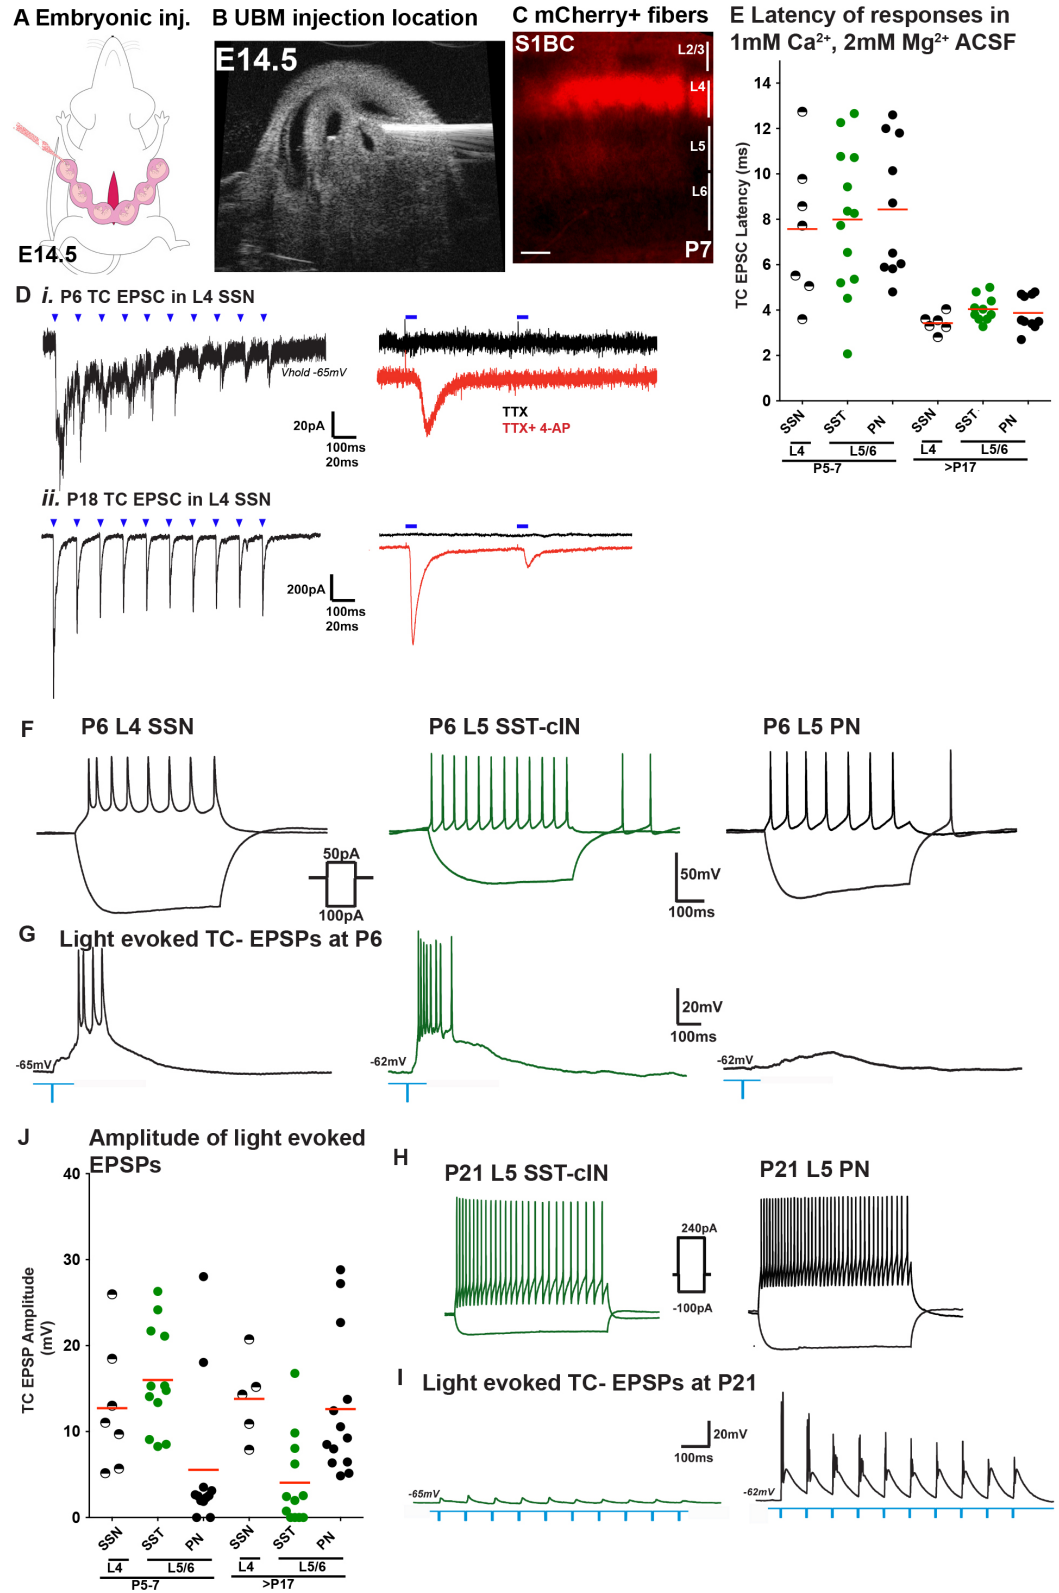 A Embryonic inj.
E14.5
B UBM injection location
E14.5
C mCherry+ fibers
S1BC
L2/3
L4
L5
L6
P7
E Latency of responses in
1mM Ca²⁺, 2mM Mg²⁺ ACSF
TC EPSC Latency (ms)
14
12
10
8
6
4
2
0
SSN SST PN SSN SST PN
L4 L5/6 L4 L5/6
P5-7 >P17
D i. P6 TC EPSC in L4 SSN
Vhold -65mV
20pA
100ms
20ms
TTX
TTX+ 4-AP
ii. P18 TC EPSC in L4 SSN
200pA
100ms
20ms
F P6 L4 SSN P6 L5 SST-cIN P6 L5 PN
50pA
100pA
50mV
100ms
G Light evoked TC- EPSPs at P6
20mV
100ms
-65mV -62mV -62mV
J Amplitude of light evoked
EPSPs
TC EPSP Amplitude
(mV)
40
30
20
10
0
SSN SST PN SSN SST PN
L4 L5/6 L4 L5/6
P5-7 >P17
H
P21 L5 SST-cIN P21 L5 PN
240pA
-100pA
I Light evoked TC- EPSPs at P21
20mV
100ms
-65mV -62mV